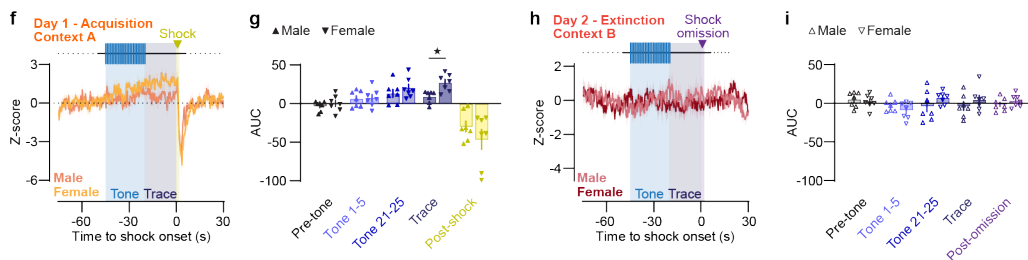 f
Day 1 - Acquisition
Context A
Shock
Z-score
3
0
-3
-6
Male
Female
Tone
Trace
-60
-30
0
30
Time to shock onset (s)
g
Male
Female
AUC
50
0
-50
-100
★
Pre-tone
Tone 1-5
Tone 21-25
Trace
Post-shock
h
Day 2 - Extinction
Context B
Shock
omission
Z-score
2
0
-2
-4
Male
Female
Tone
Trace
-60
-30
0
30
Time to shock onset (s)
i
Male
Female
AUC
50
0
-50
-100
Pre-tone
Tone 1-5
Tone 21-25
Trace
Post-omission